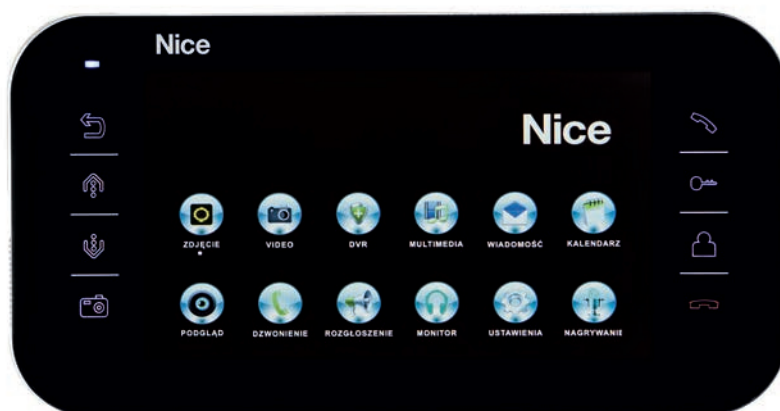 Nice
Nice
ZDJĘCIE VIDEO DVR MULTIMEDIA WIADOMOŚĆ KALENDARZ
PODGLĄD DZWONIENIE ROZGŁOSZENIE MONITOR USTAWIENIA NAGRYWANIE